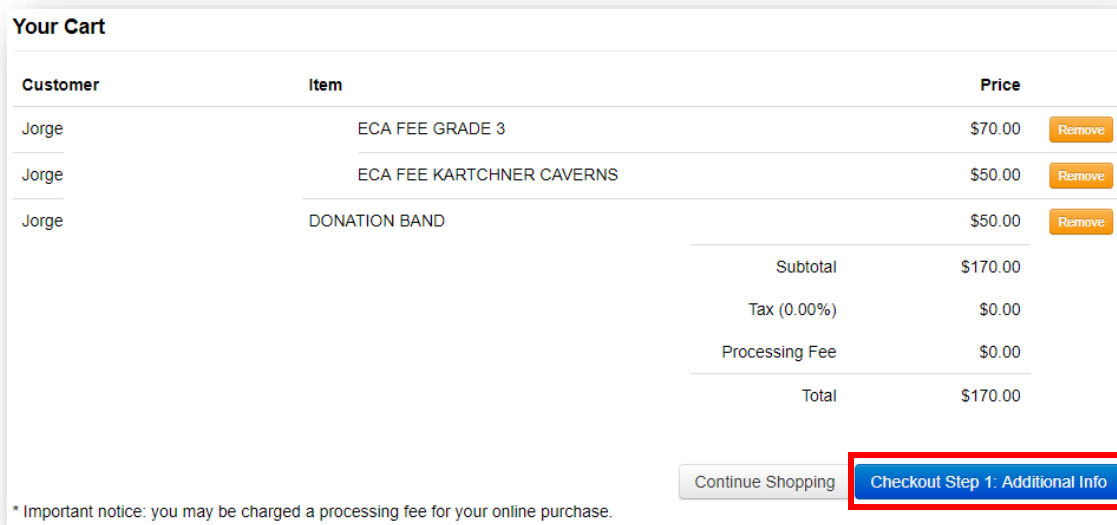 Your Cart
Customer Item Price
Jorge ECA FEE GRADE 3 $70.00 Remove
Jorge ECA FEE KARTCHNER CAVERNS $50.00 Remove
Jorge DONATION BAND $50.00 Remove
Subtotal $170.00
Tax (0.00%) $0.00
Processing Fee $0.00
Total $170.00
Continue Shopping Checkout Step 1: Additional Info
* Important notice: you may be charged a processing fee for your online purchase.